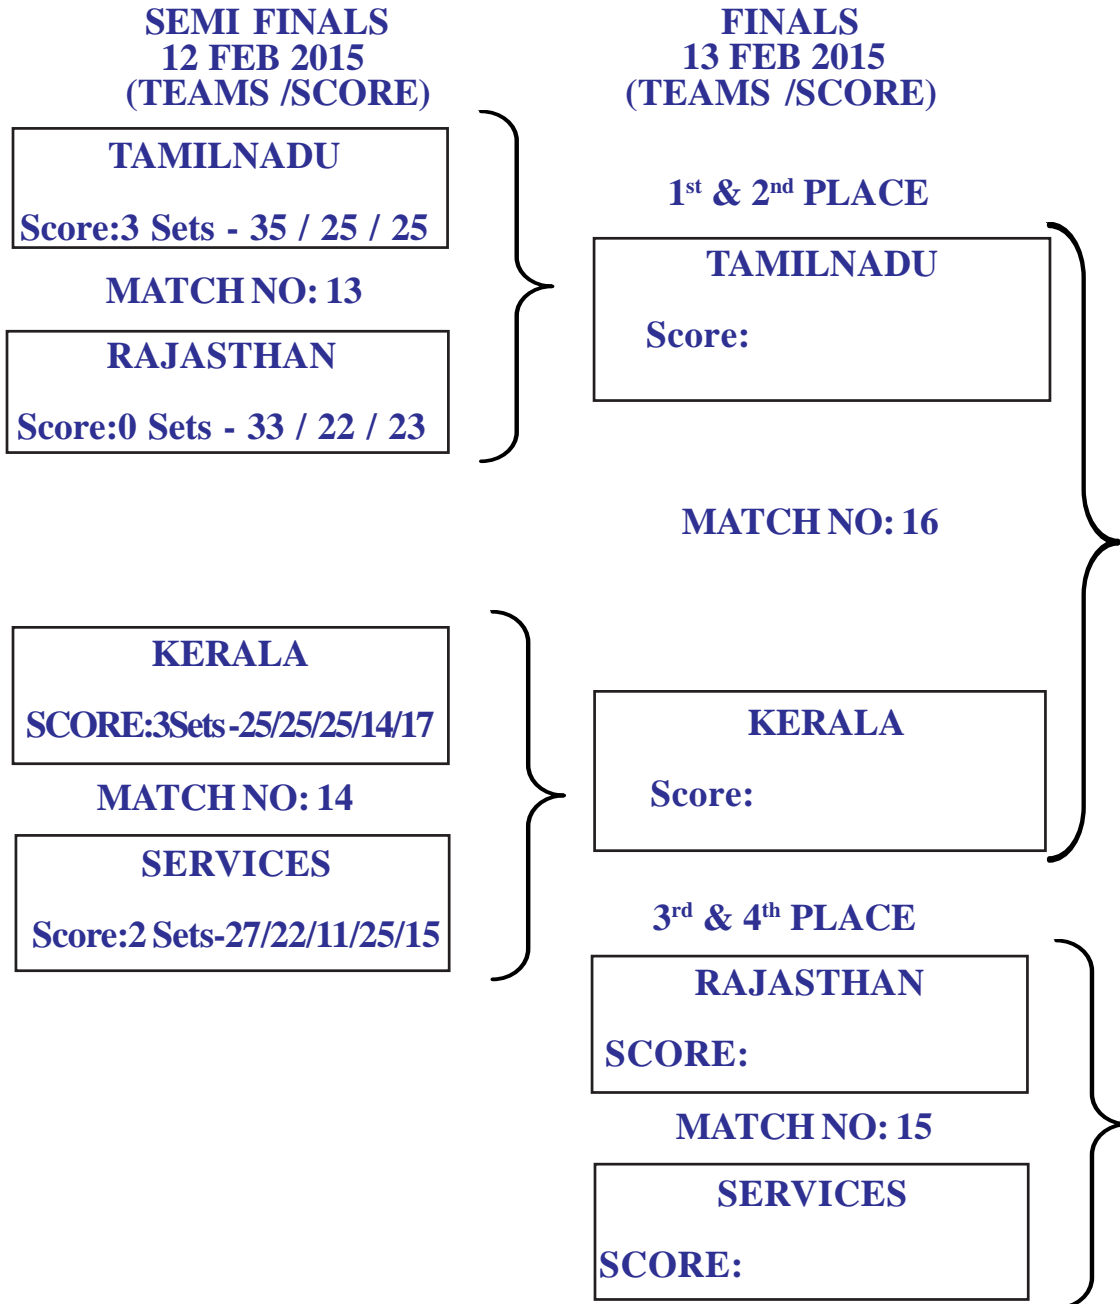 SEMI FINALS
12 FEB 2015
(TEAMS /SCORE)
TAMILNADU
Score:3 Sets - 35 / 25 / 25
MATCH NO: 13
RAJASTHAN
Score:0 Sets - 33 / 22 / 23
KERALA
SCORE:3Sets-25/25/25/14/17
MATCH NO: 14
SERVICES
Score:2 Sets-27/22/11/25/15
FINALS
13 FEB 2015
(TEAMS /SCORE)
1st & 2nd PLACE
TAMILNADU
Score:
MATCH NO: 16
KERALA
Score:
3rd & 4th PLACE
RAJASTHAN
SCORE:
MATCH NO: 15
SERVICES
SCORE: